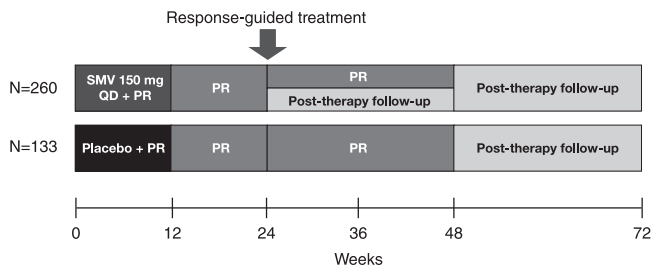 Response-guided treatment
N=260
SMV 150 mg
QD + PR
PR
PR
Post-therapy follow-up
Post-therapy follow-up
N=133
Placebo + PR
PR
PR
Post-therapy follow-up
0 12 24 36 48 72
Weeks